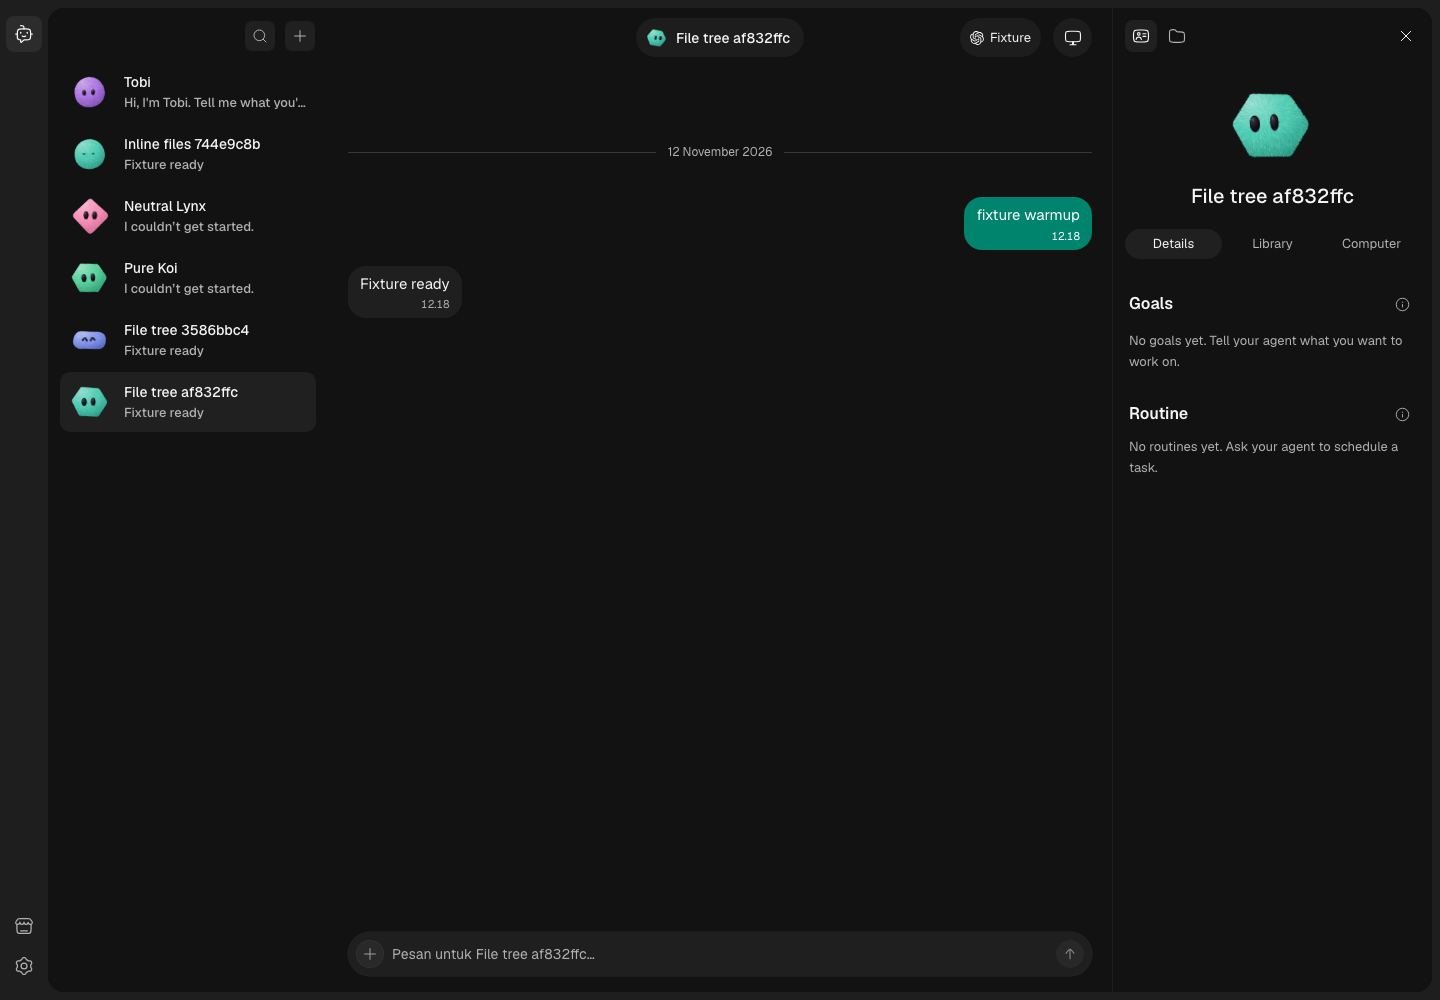 Tobi
Hi, I'm Tobi. Tell me what you'...
Inline files 744e9c8b
Fixture ready
Neutral Lynx
I couldn't get started.
Pure Koi
I couldn't get started.
File tree 3586bbc4
Fixture ready
File tree af832ffc
Fixture ready
File tree af832ffc
Fixture
12 November 2026
fixture warmup
12.18
Fixture ready
12.18
Pesan untuk File tree af832ffc...
File tree af832ffc
Details
Library
Computer
Goals
No goals yet. Tell your agent what you want to
work on.
Routine
No routines yet. Ask your agent to schedule a
task.